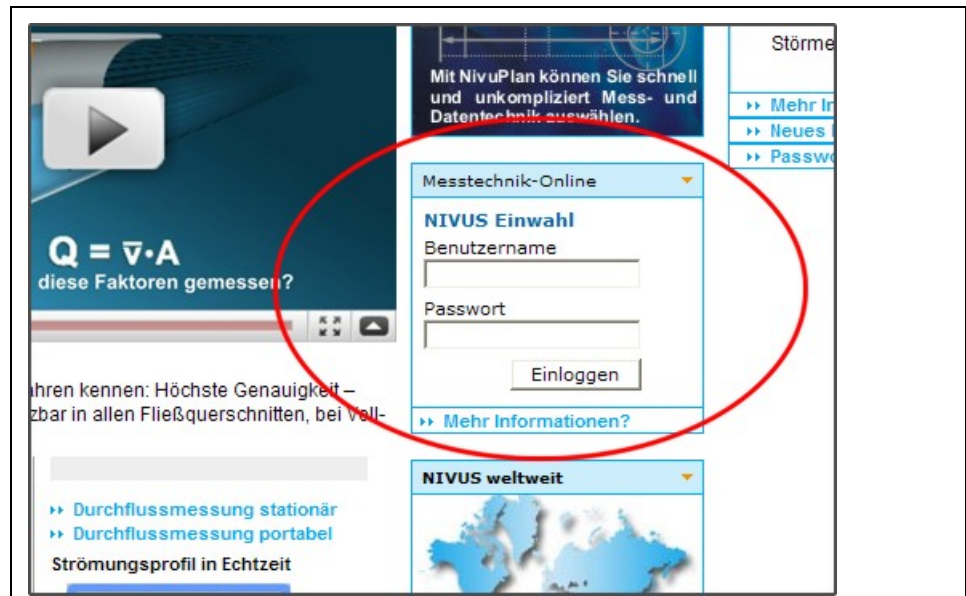 Mit NivuPlan können Sie schnell
und unkompliziert Mess- und
Datentechnik auswählen.
Messtechnik-Online
NIVUS Einwahl
Benutzername
Passwort
Einloggen
Mehr Informationen?
NIVUS weltweit
Q = v̅·A
diese Faktoren gemessen?
hren kennen: Höchste Genauigkeit –
zbar in allen Fließquerschnitten, bei Voll-
Durchflussmessung stationär
Durchflussmessung portabel
Strömungsprofil in Echtzeit
Störme
Mehr In
Neues
Passwo